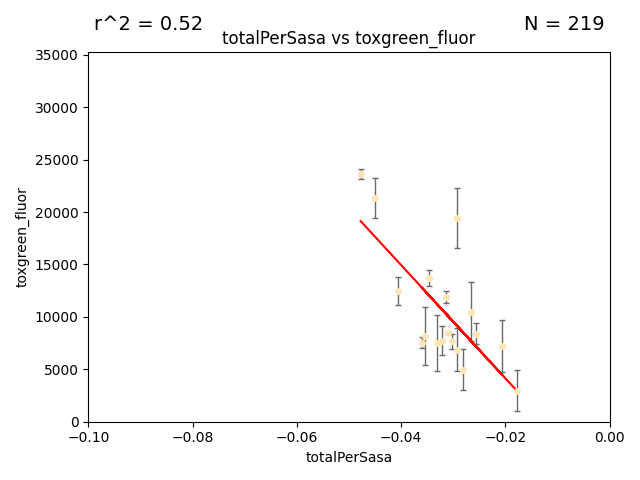 r^2 = 0.52
N = 219
totalPerSasa vs toxgreen_fluor
35000
30000
25000
20000
15000
10000
5000
0
toxgreen_fluor
−0.10
−0.08
−0.06
−0.04
−0.02
0.00
totalPerSasa